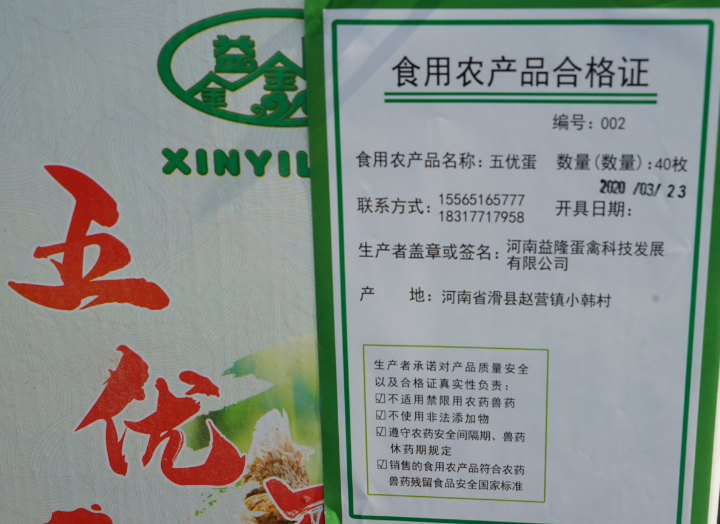 益
金 金
XINYIL
五
优
食用农产品合格证
编号：002
食用农产品名称：五优蛋 数量(数量)：40枚
2020 /03/ 23
联系方式：15565165777
18317717958
开具日期：
生产者盖章或签名：河南益隆蛋禽科技发展
有限公司
产 地：河南省滑县赵营镇小韩村
生产者承诺对产品质量安全
以及合格证真实性负责：
☑不适用禁限用农药兽药
☑不使用非法添加物
☑遵守农药安全间隔期、兽药
休药期规定
☑销售的食用农产品符合农药
兽药残留食品安全国家标准